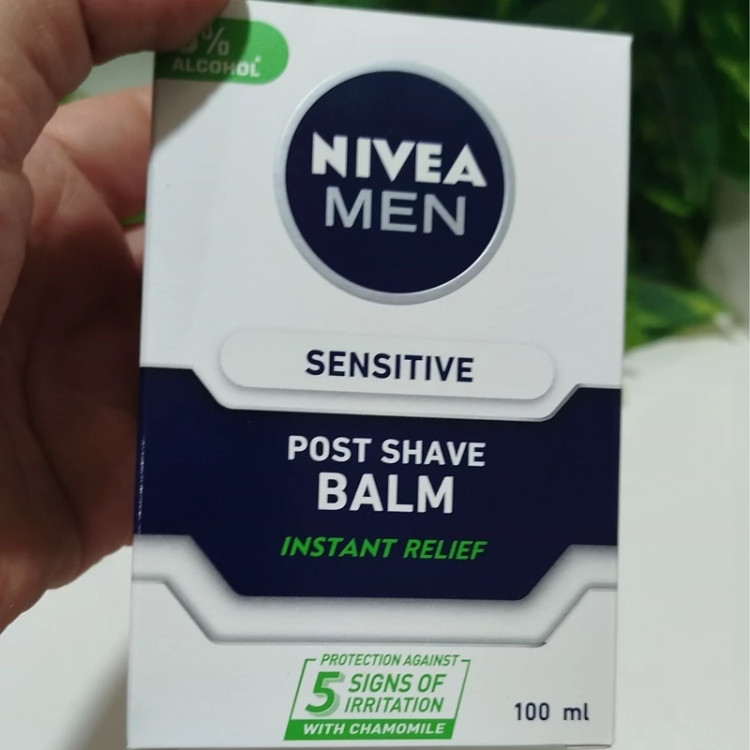 0%
ALCOHOL*
NIVEA
MEN
SENSITIVE
POST SHAVE
BALM
INSTANT RELIEF
PROTECTION AGAINST
5 SIGNS OF
IRRITATION
WITH CHAMOMILE
100 ml